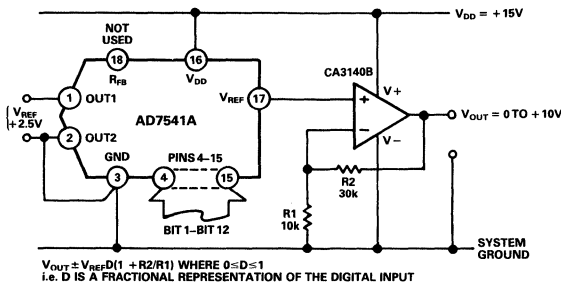 VDD = +15V
NOT
USED
18
RFB
16
VDD
CA3140B
V+
1
OUT1
VREF
17
+
VREF
+2.5V
AD7541A
VOUT = 0 TO +10V
2
OUT2
−
V−
GND
PINS 4–15
3
4
15
R2
30k
R1
10k
BIT 1–BIT 12
SYSTEM
GROUND
VOUT ± VREFD(1 + R2/R1) WHERE 0≤D≤1
i.e. D IS A FRACTIONAL REPRESENTATION OF THE DIGITAL INPUT